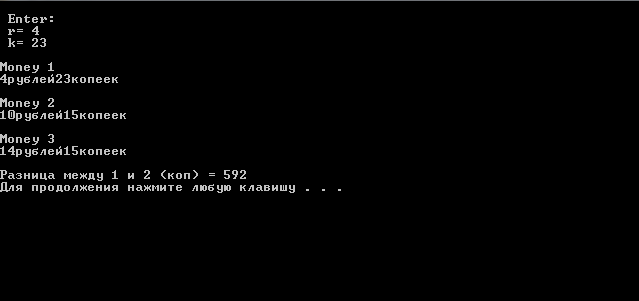 Enter:
r= 4
k= 23
Money 1
4рублей23копеек
Money 2
10рублей15копеек
Money 3
14рублей15копеек
Разница между 1 и 2 (коп) = 592
Для продолжения нажмите любую клавишу . . .